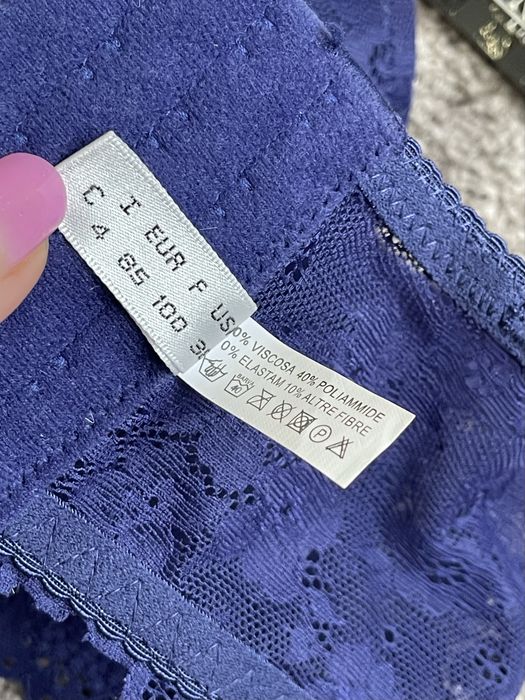 I EUR F US
C 4 85 100 3
0% VISCOSA 40% POLIAMMIDE
0% ELASTAM 10% ALTRE FIBRE
P